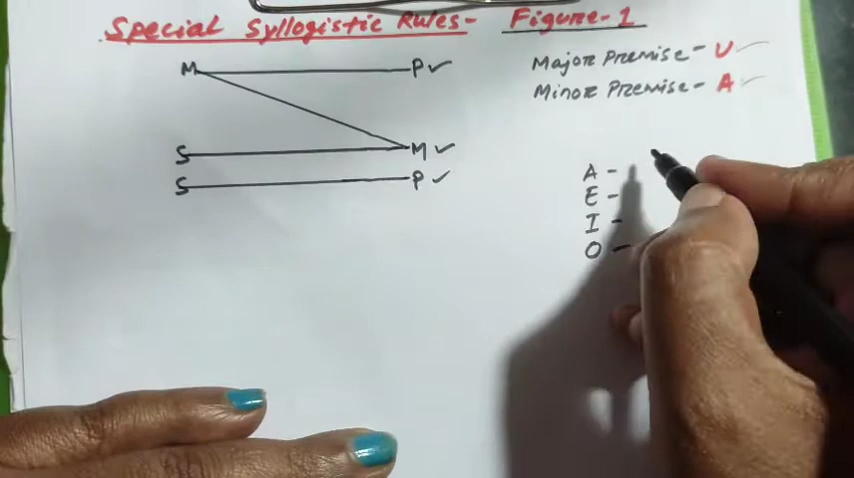 Special Syllogistic Rules- Figure-1
M P ✓
S M ✓
S P ✓
Major Premise- U ✓
Minor Premise- A ✓
A -
E -
I -
O -